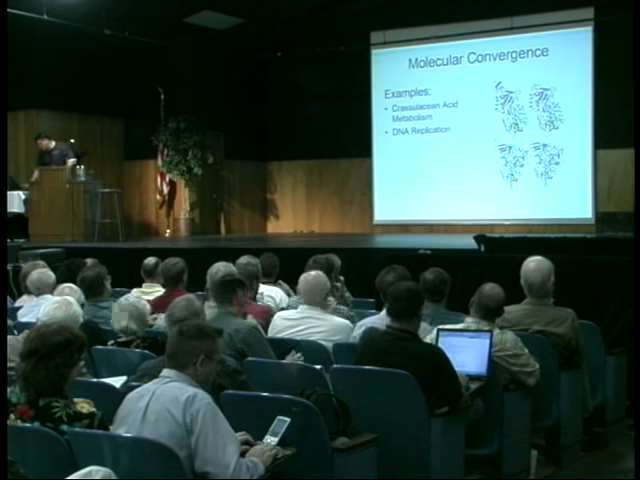 Molecular Convergence
Examples:
• Crassulacean Acid
Metabolism
• DNA Replication